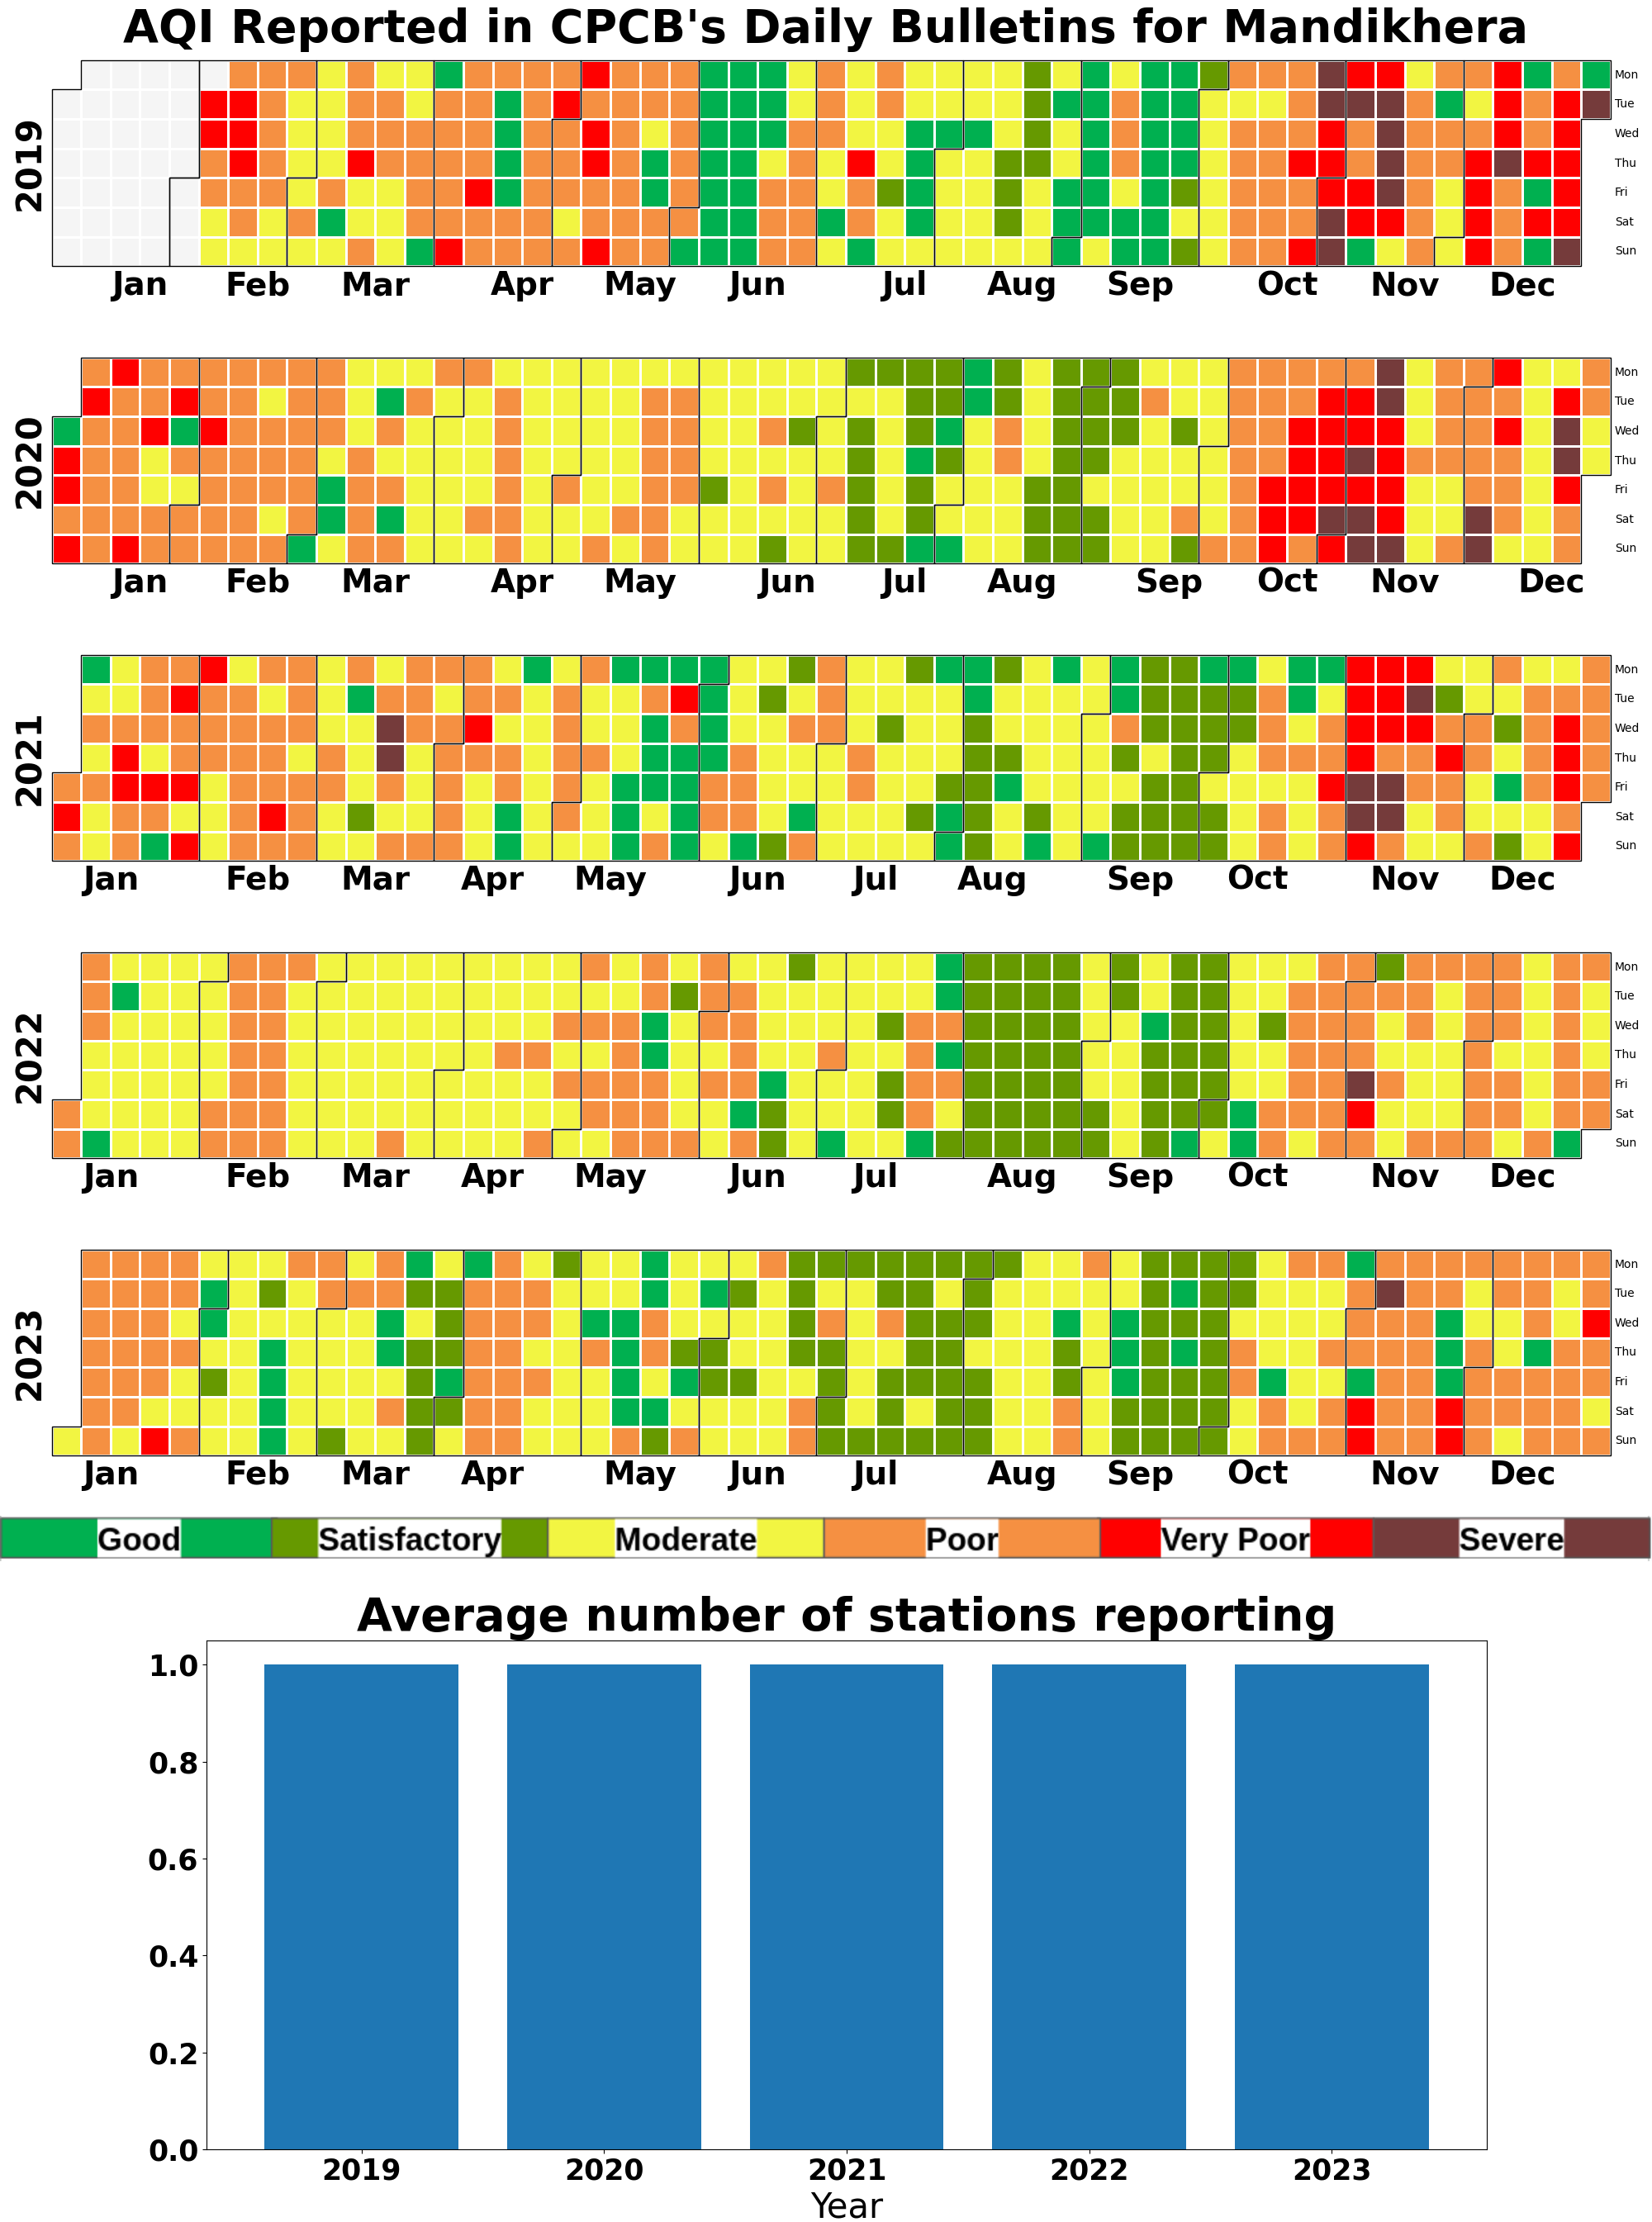 AQI Reported in CPCB's Daily Bulletins for Mandikhera
2019
Mon
Tue
Wed
Thu
Fri
Sat
Sun
Jan Feb Mar Apr May Jun Jul Aug Sep Oct Nov Dec
2020
Mon
Tue
Wed
Thu
Fri
Sat
Sun
Jan Feb Mar Apr May Jun Jul Aug Sep Oct Nov Dec
2021
Mon
Tue
Wed
Thu
Fri
Sat
Sun
Jan Feb Mar Apr May Jun Jul Aug Sep Oct Nov Dec
2022
Mon
Tue
Wed
Thu
Fri
Sat
Sun
Jan Feb Mar Apr May Jun Jul Aug Sep Oct Nov Dec
2023
Mon
Tue
Wed
Thu
Fri
Sat
Sun
Jan Feb Mar Apr May Jun Jul Aug Sep Oct Nov Dec
Good Satisfactory Moderate Poor Very Poor Severe
Average number of stations reporting
1.0
0.8
0.6
0.4
0.2
0.0
2019 2020 2021 2022 2023
Year